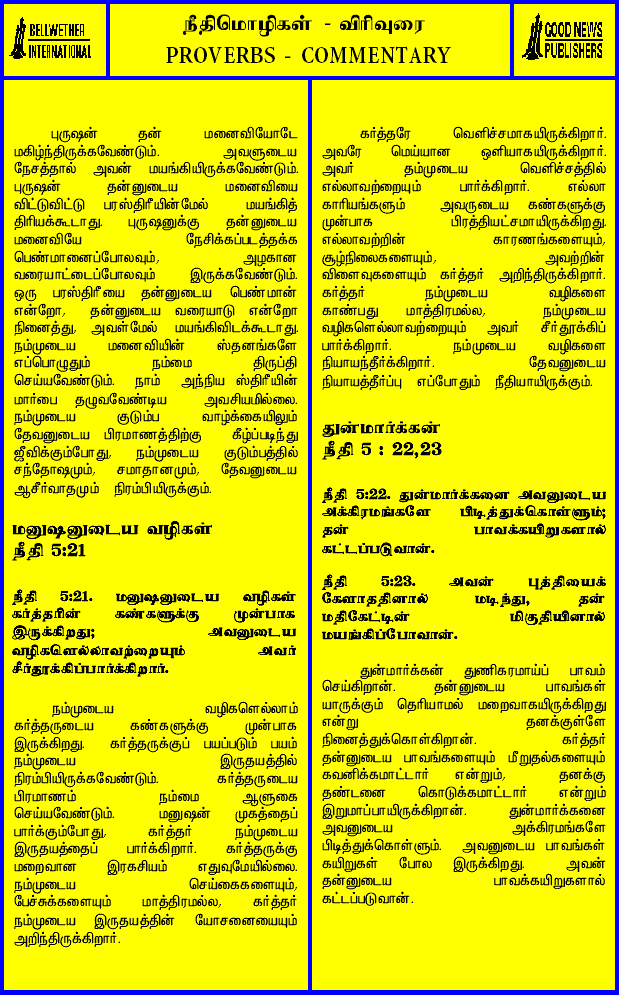 BELLWETHER
INTERNATIONAL
நீதிமொழிகள் - விரிவுரை
PROVERBS - COMMENTARY
GOOD NEWS
PUBLISHERS
புருஷன் தன் மனைவியோடே
மகிழ்ந்திருக்கவேண்டும். அவளுடைய
நேசத்தால் அவன் மயங்கியிருக்கவேண்டும்.
புருஷன் தன்னுடைய மனைவியை
விட்டுவிட்டு பரஸ்திரீயின்மேல் மயங்கித்
திரியக்கூடாது. புருஷனுக்கு தன்னுடைய
மனைவியே நேசிக்கப்படத்தக்க
பெண்மானைப்போலவும், அழகான
வரையாட்டைப்போலவும் இருக்கவேண்டும்.
ஒரு பரஸ்திரீயை தன்னுடைய பெண்மான்
என்றோ, தன்னுடைய வரையாடு என்றோ
நினைத்து, அவள்மேல் மயங்கிவிடக்கூடாது.
நம்முடைய மனைவியின் ஸ்தனங்களே
எப்பொழுதும் நம்மை திருப்தி
செய்யவேண்டும். நாம் அந்நிய ஸ்திரீயின்
மார்பை தழுவவேண்டிய அவசியமில்லை.
நம்முடைய குடும்ப வாழ்க்கையிலும்
தேவனுடைய பிரமாணத்திற்கு கீழ்ப்படிந்து
ஜீவிக்கும்போது, நம்முடைய குடும்பத்தில்
சந்தோஷமும், சமாதானமும், தேவனுடைய
ஆசீர்வாதமும் நிரம்பியிருக்கும்.
மனுஷனுடைய வழிகள்
நீதி 5:21
நீதி 5:21. மனுஷனுடைய வழிகள்
கர்த்தரின் கண்களுக்கு முன்பாக
இருக்கிறது; அவனுடைய
வழிகளெல்லாவற்றையும் அவர்
சீர்தூக்கிப்பார்க்கிறார்.
நம்முடைய வழிகளெல்லாம்
கர்த்தருடைய கண்களுக்கு முன்பாக
இருக்கிறது. கர்த்தருக்குப் பயப்படும் பயம்
நம்முடைய இருதயத்தில்
நிரம்பியிருக்கவேண்டும். கர்த்தருடைய
பிரமாணம் நம்மை ஆளுகை
செய்யவேண்டும். மனுஷன் முகத்தைப்
பார்க்கும்போது, கர்த்தர் நம்முடைய
இருதயத்தைப் பார்க்கிறார். கர்த்தருக்கு
மறைவான இரகசியம் எதுவுமேயில்லை.
நம்முடைய செய்கைகளையும்,
பேச்சுக்களையும் மாத்திரமல்ல, கர்த்தர்
நம்முடைய இருதயத்தின் யோசனையையும்
அறிந்திருக்கிறார்.
கர்த்தரே வெளிச்சமாகயிருக்கிறார்.
அவரே மெய்யான ஒளியாகயிருக்கிறார்.
அவர் தம்முடைய வெளிச்சத்தில்
எல்லாவற்றையும் பார்க்கிறார். எல்லா
காரியங்களும் அவருடைய கண்களுக்கு
முன்பாக பிரத்தியட்சமாயிருக்கிறது.
எல்லாவற்றின் காரணங்களையும்,
சூழ்நிலைகளையும், அவற்றின்
விளைவுகளையும் கர்த்தர் அறிந்திருக்கிறார்.
கர்த்தர் நம்முடைய வழிகளை
காண்பது மாத்திரமல்ல, நம்முடைய
வழிகளெல்லாவற்றையும் அவர் சீர்தூக்கிப்
பார்க்கிறார். நம்முடைய வழிகளை
நியாயந்தீர்க்கிறார். தேவனுடைய
நியாயத்தீர்ப்பு எப்போதும் நீதியாயிருக்கும்.
துன்மார்க்கன்
நீதி 5 : 22,23
நீதி 5:22. துன்மார்க்கனை அவனுடைய
அக்கிரமங்களே பிடித்துக்கொள்ளும்;
தன் பாவக்கயிறுகளால்
கட்டப்படுவான்.
நீதி 5:23. அவன் புத்தியைக்
கேளாததினால் மடிந்து, தன்
மதிகேட்டின் மிகுதியினால்
மயங்கிப்போவான்.
துன்மார்க்கன் துணிகரமாய்ப் பாவம்
செய்கிறான். தன்னுடைய பாவங்கள்
யாருக்கும் தெரியாமல் மறைவாகயிருக்கிறது
என்று தனக்குள்ளே
நினைத்துக்கொள்கிறான். கர்த்தர்
தன்னுடைய பாவங்களையும் மீறுதல்களையும்
கவனிக்கமாட்டார் என்றும், தனக்கு
தண்டனை கொடுக்கமாட்டார் என்றும்
இறுமாப்பாயிருக்கிறான். துன்மார்க்கனை
அவனுடைய அக்கிரமங்களே
பிடித்துக்கொள்ளும். அவனுடைய பாவங்கள்
கயிறுகள் போல இருக்கிறது. அவன்
தன்னுடைய பாவக்கயிறுகளால்
கட்டப்படுவான்.